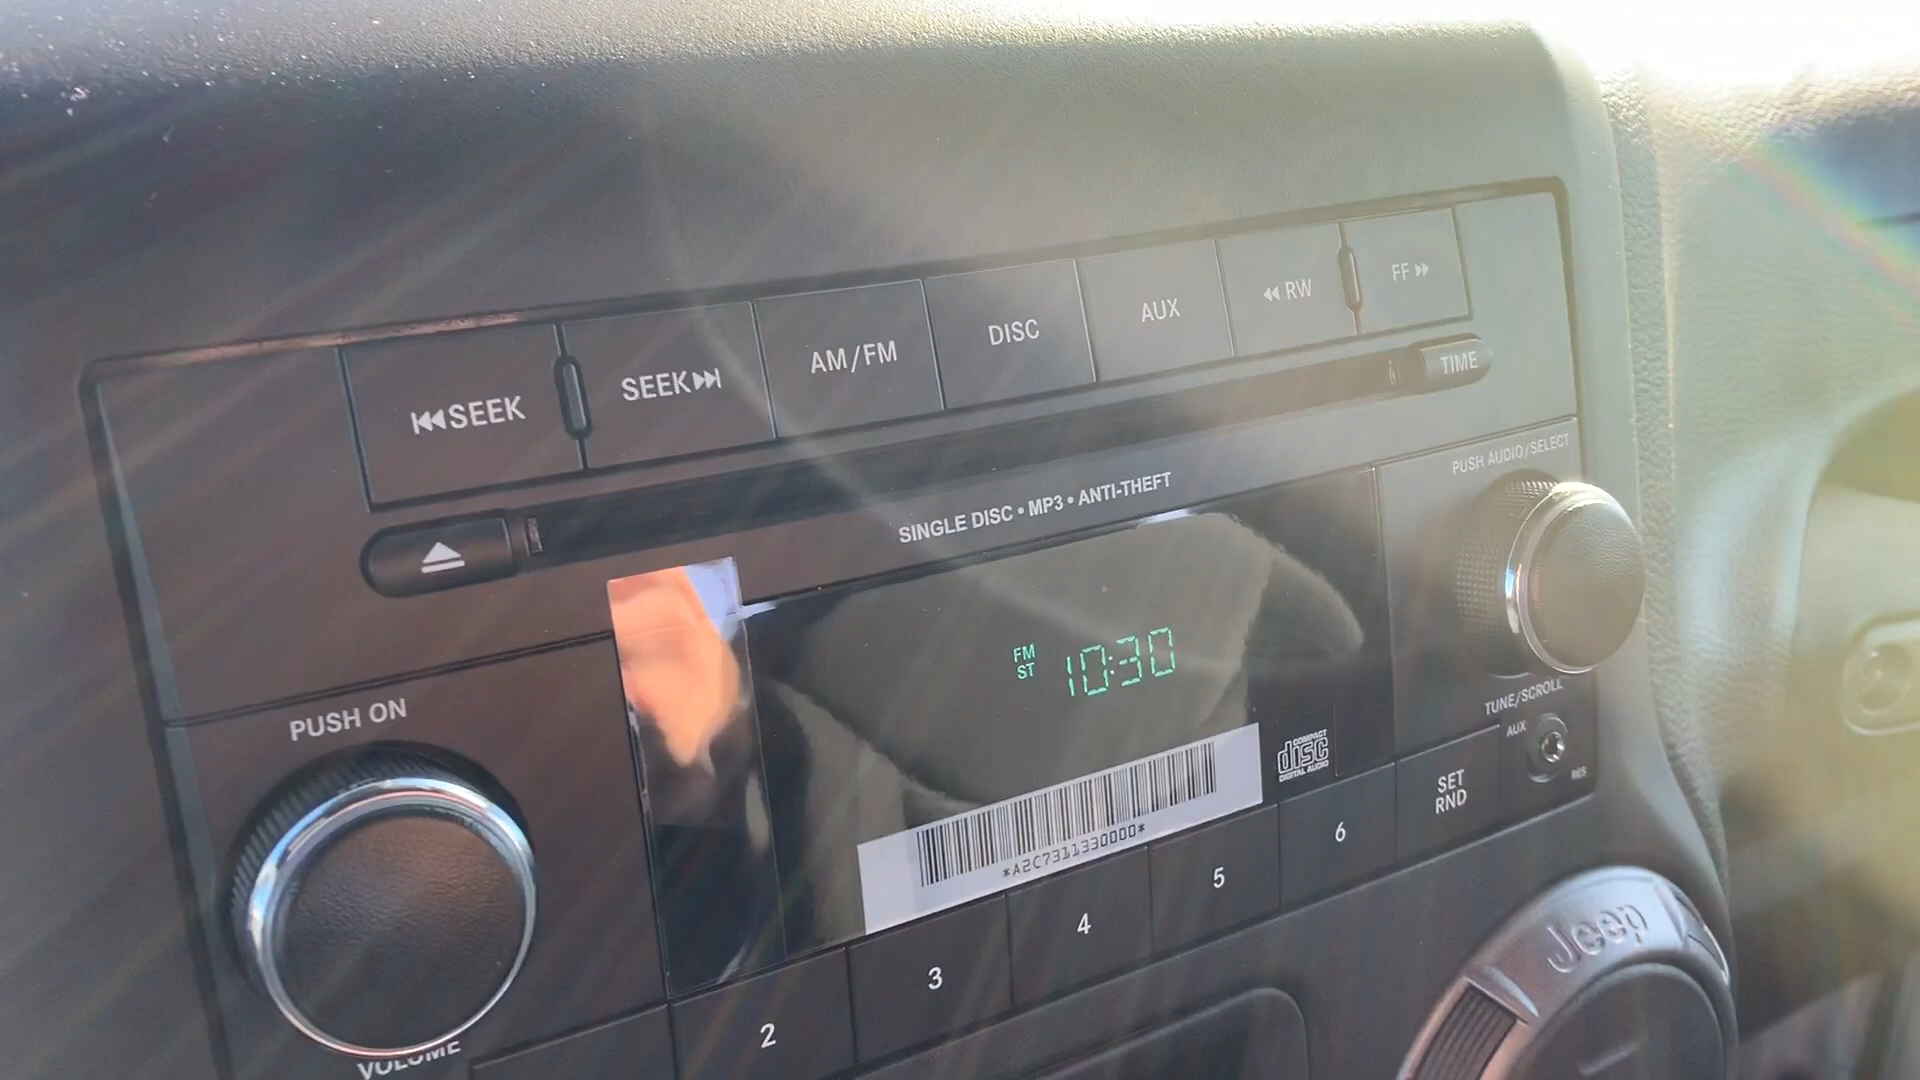 SEEK
SEEK
AM/FM
DISC
AUX
RW
FF
TIME
PUSH AUDIO/SELECT
SINGLE DISC • MP3 • ANTI-THEFT
FM
ST
10:30
PUSH ON
VOLUME
TUNE/SCROLL
AUX
RES
COMPACT
disc
DIGITAL AUDIO
SET
RND
*A2C7311330000*
2
3
4
5
6
Jeep